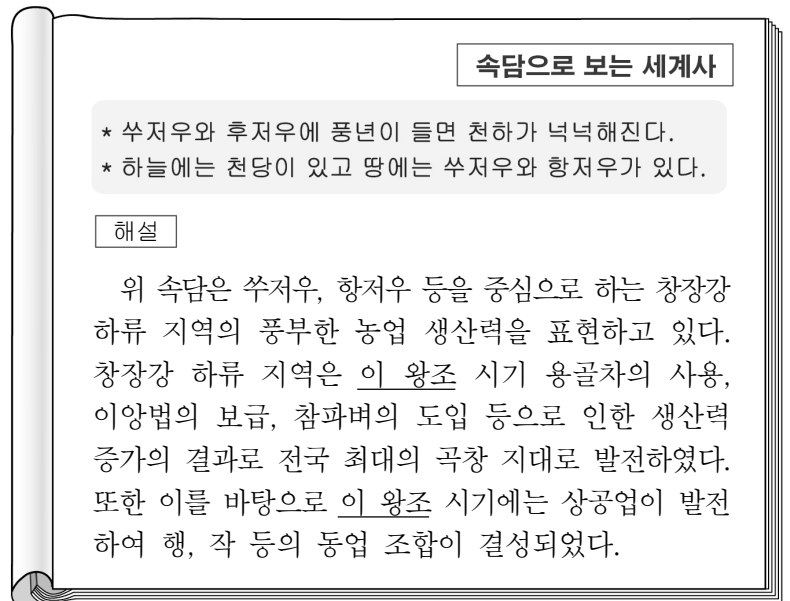 속담으로 보는 세계사
* 쑤저우와 후저우에 풍년이 들면 천하가 넉넉해진다.
* 하늘에는 천당이 있고 땅에는 쑤저우와 항저우가 있다.
해설
위 속담은 쑤저우, 항저우 등을 중심으로 하는 창장강
하류 지역의 풍부한 농업 생산력을 표현하고 있다.
창장강 하류 지역은 이 왕조 시기 용골차의 사용,
이앙법의 보급, 참파벼의 도입 등으로 인한 생산력
증가의 결과로 전국 최대의 곡창 지대로 발전하였다.
또한 이를 바탕으로 이 왕조 시기에는 상공업이 발전
하여 행, 작 등의 동업 조합이 결성되었다.